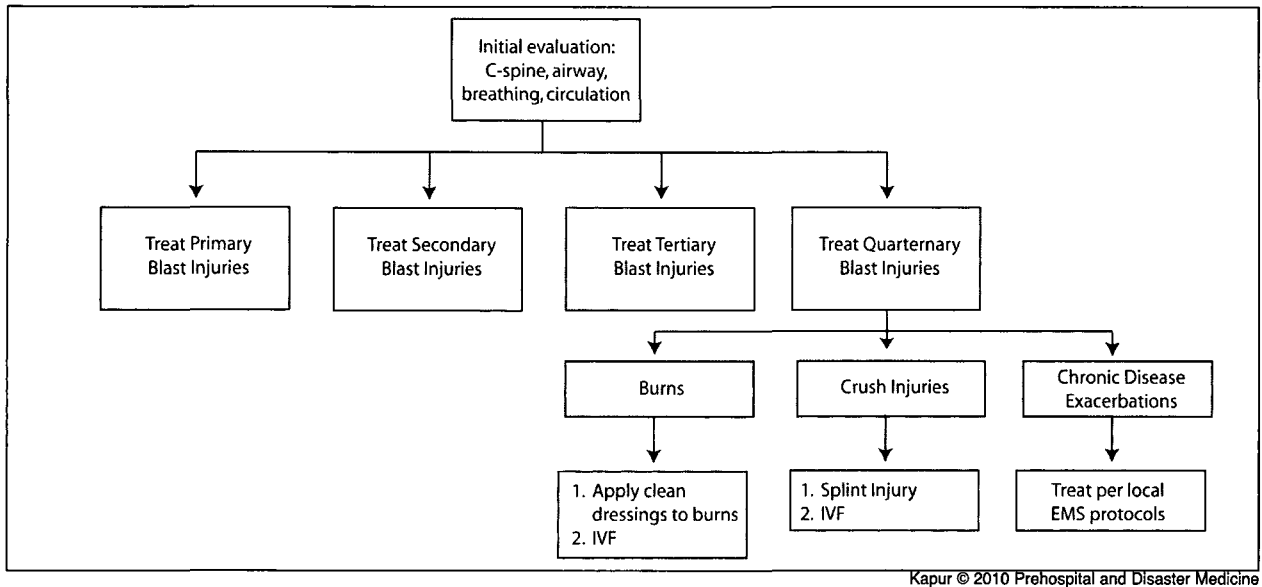 Initial evaluation:
C-spine, airway,
breathing, circulation
Treat Primary
Blast Injuries
Treat Secondary
Blast Injuries
Treat Tertiary
Blast Injuries
Treat Quarternary
Blast Injuries
Burns
Crush Injuries
Chronic Disease
Exacerbations
1. Apply clean
dressings to burns
2. IVF
1. Splint Injury
2. IVF
Treat per local
EMS protocols
Kapur © 2010 Prehospital and Disaster Medicine